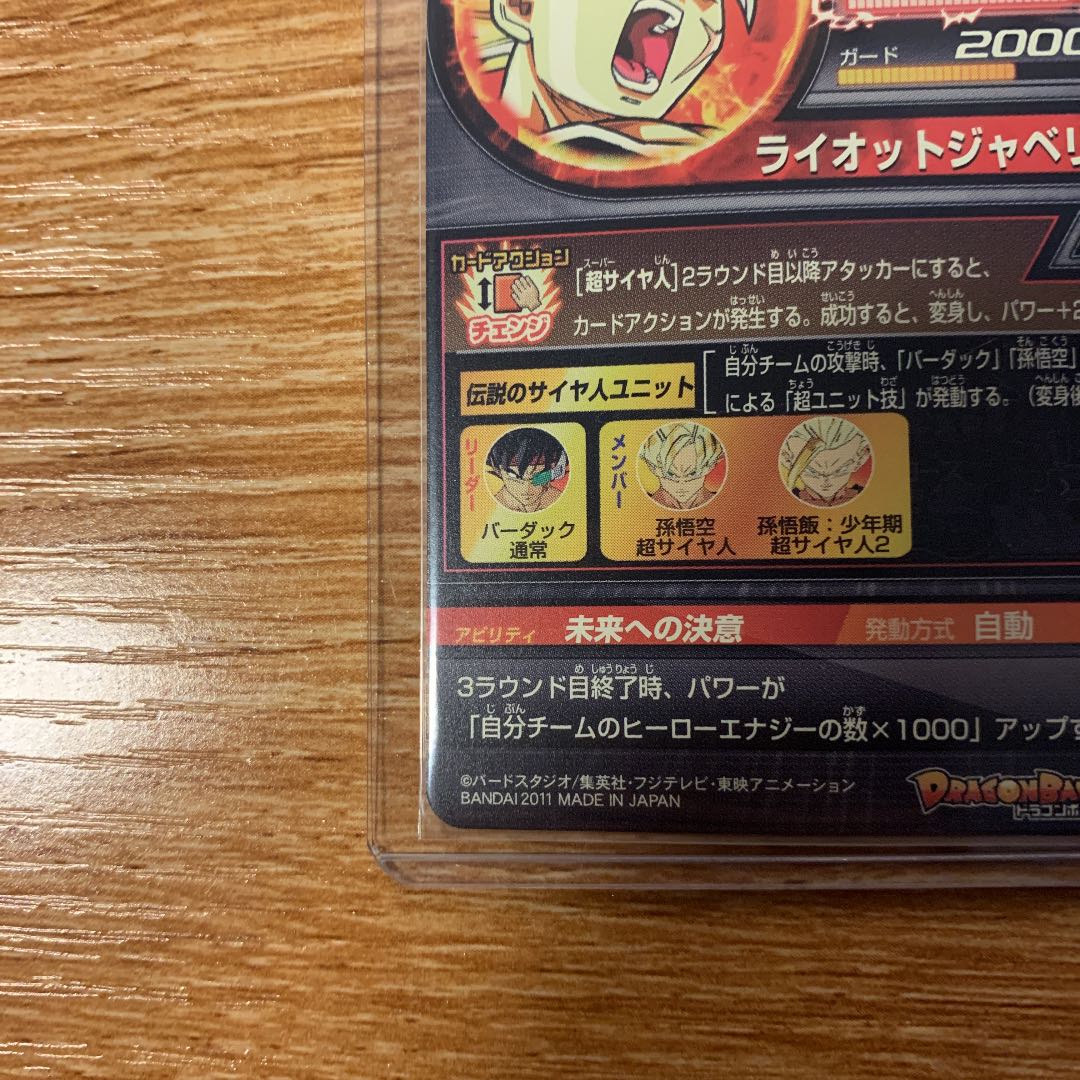 ガード 2000
ライオットジャベリ
カードアクション
チェンジ
[超サイヤ人]2ラウンド目以降アタッカーにすると、
カードアクションが発生する。成功すると、変身し、パワー+2
伝説のサイヤ人ユニット
自分チームの攻撃時、「バーダック」「孫悟空」
による「超ユニット技」が発動する。(変身後
リーダー
バーダック
通常
メンバー
孫悟空
超サイヤ人
孫悟飯:少年期
超サイヤ人2
アビリティ 未来への決意 発動方式 自動
3ラウンド目終了時、パワーが
「自分チームのヒーローエナジーの数×1000」アップす
©バードスタジオ/集英社・フジテレビ・東映アニメーション
BANDAI 2011 MADE IN JAPAN
DRAGONBA
ドラゴンボ